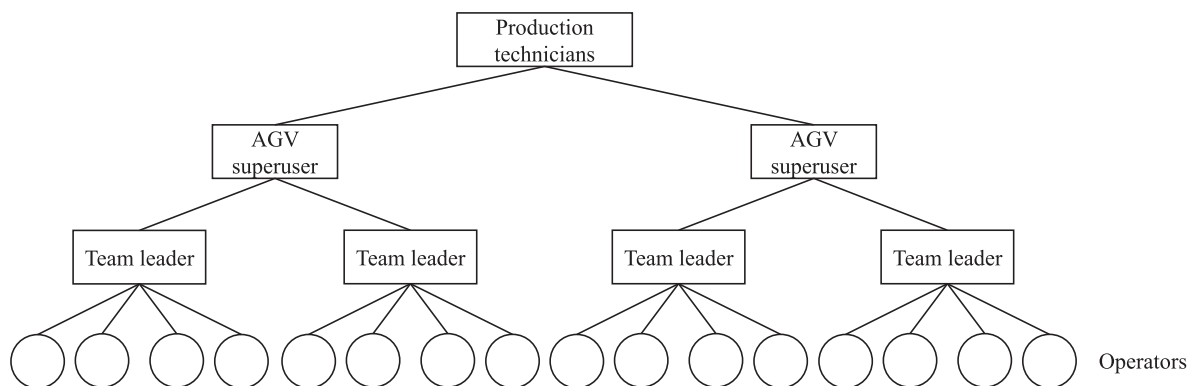 Production
technicians
AGV
superuser
AGV
superuser
Team leader
Team leader
Team leader
Team leader
Operators